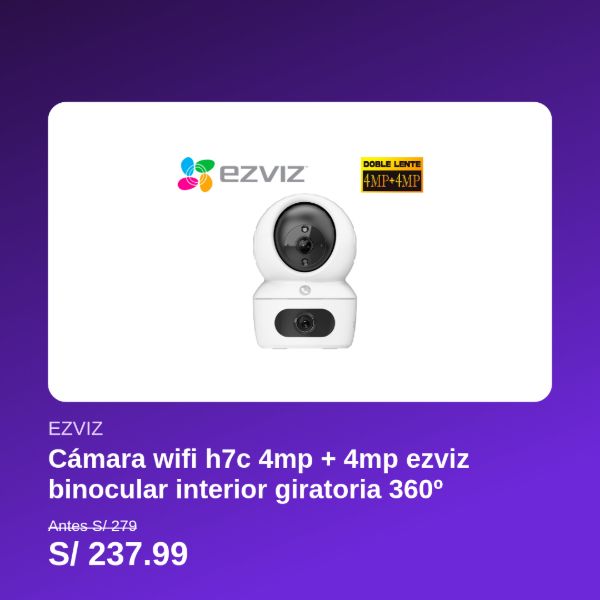 ezviz
DOBLE LENTE
4MP+4MP
EZVIZ
Cámara wifi h7c 4mp + 4mp ezviz
binocular interior giratoria 360º
Antes S/ 279
S/ 237.99